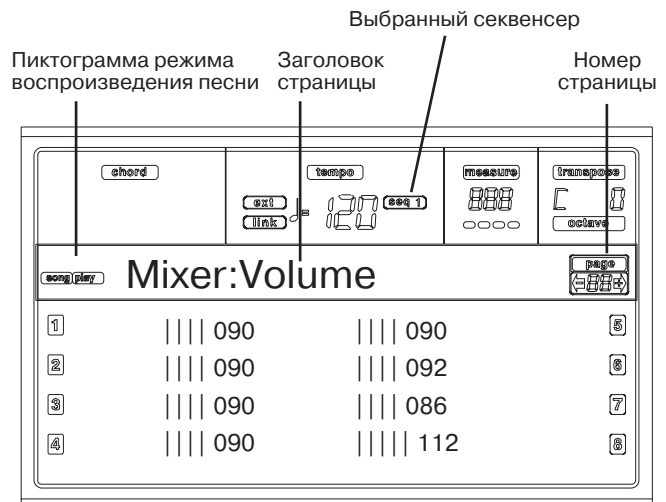 Выбранный секвенсер
Пиктограмма режима
воспроизведения песни
Заголовок
страницы
Номер
страницы
chord
tempo
measure
transpose
ext
link
120
seq 1
888
C 0
octave
song play
Mixer:Volume
page
88
1 |||| 090 |||| 090 5
2 |||| 090 |||| 092 6
3 |||| 090 |||| 086 7
4 |||| 090 ||||| 112 8